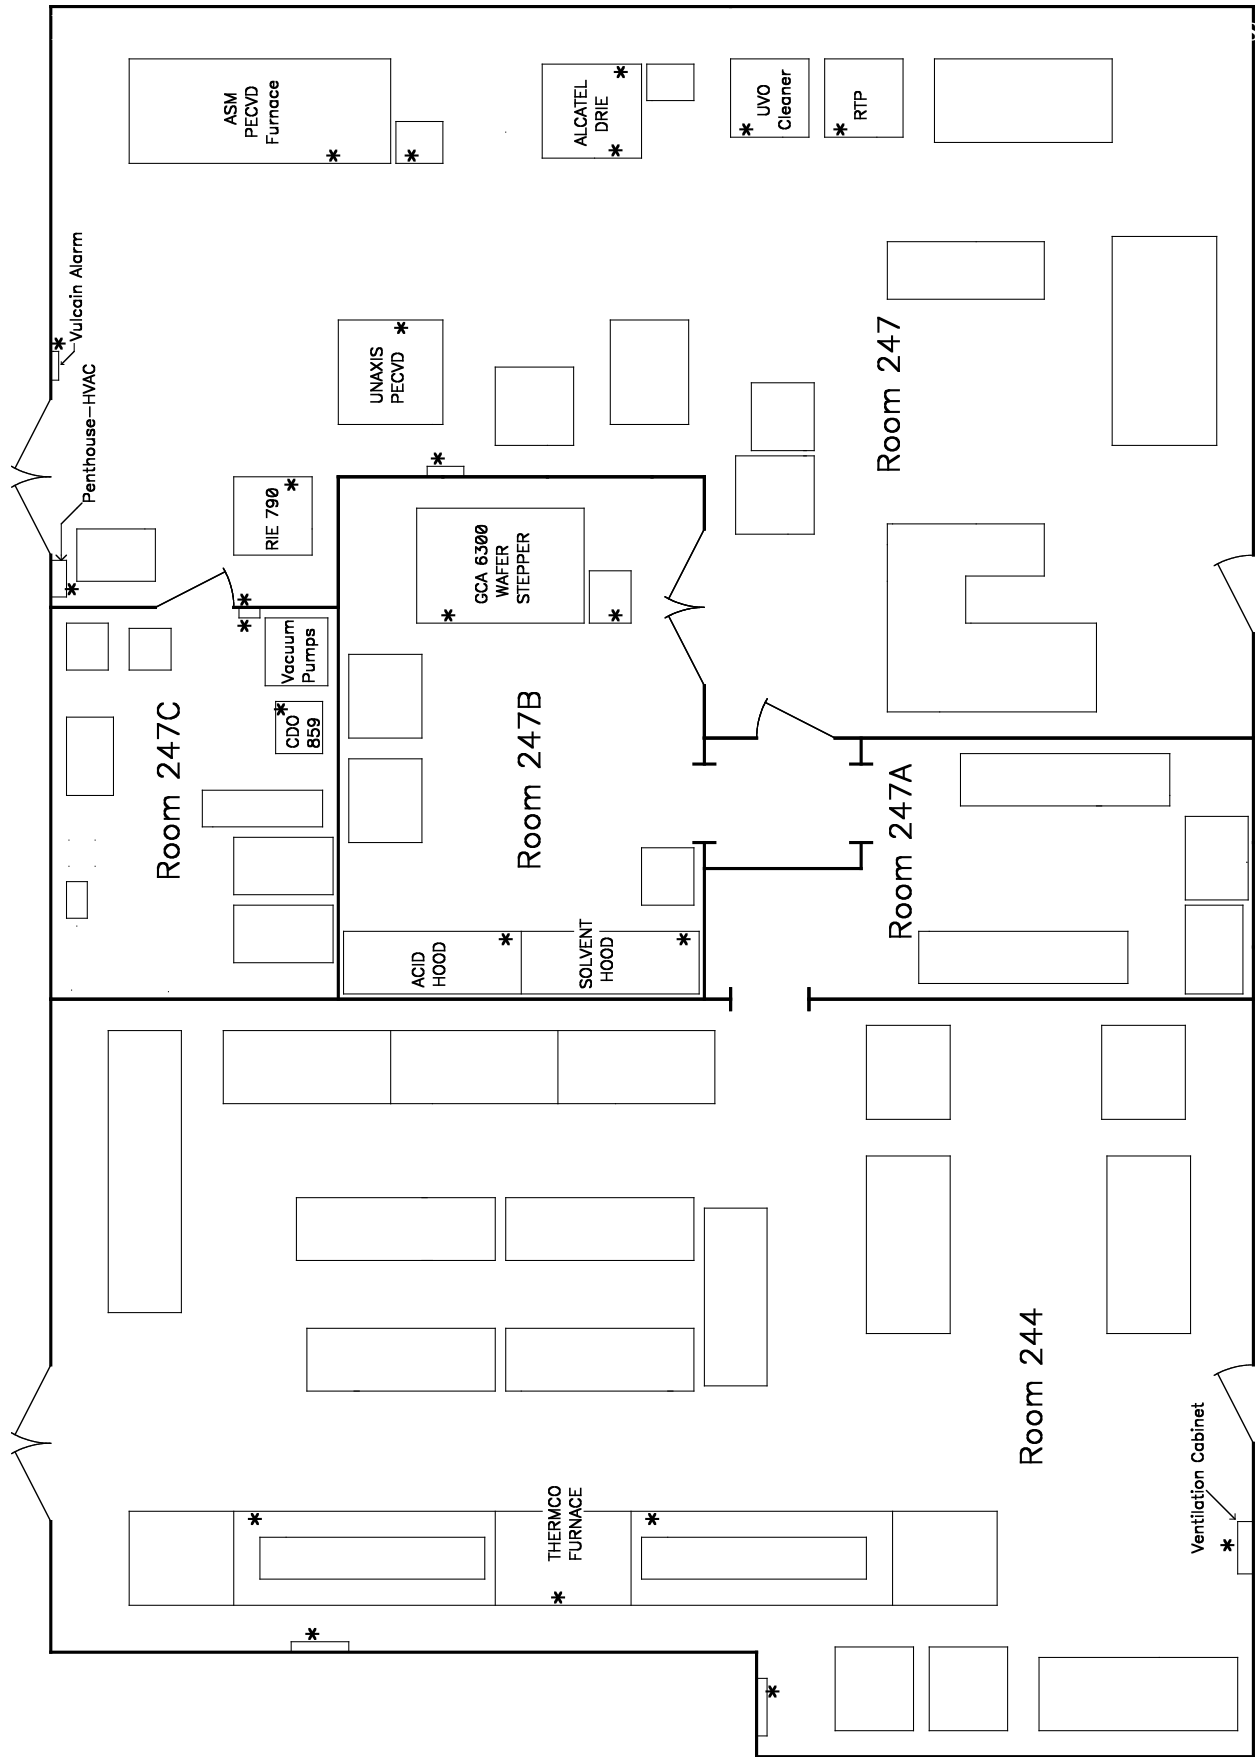 ASM
PECVD
Furnace
ALCATEL
DRIE
UVO
Cleaner
RTP
Vulcain Alarm
Penthouse-HVAC
UNAXIS
PECVD
Room 247
RIE 790
GCA 6300
WAFER
STEPPER
Vacuum
Pumps
CDO
859
Room 247C
Room 247B
Room 247A
ACID
HOOD
SOLVENT
HOOD
Room 244
THERMCO
FURNACE
Ventilation Cabinet